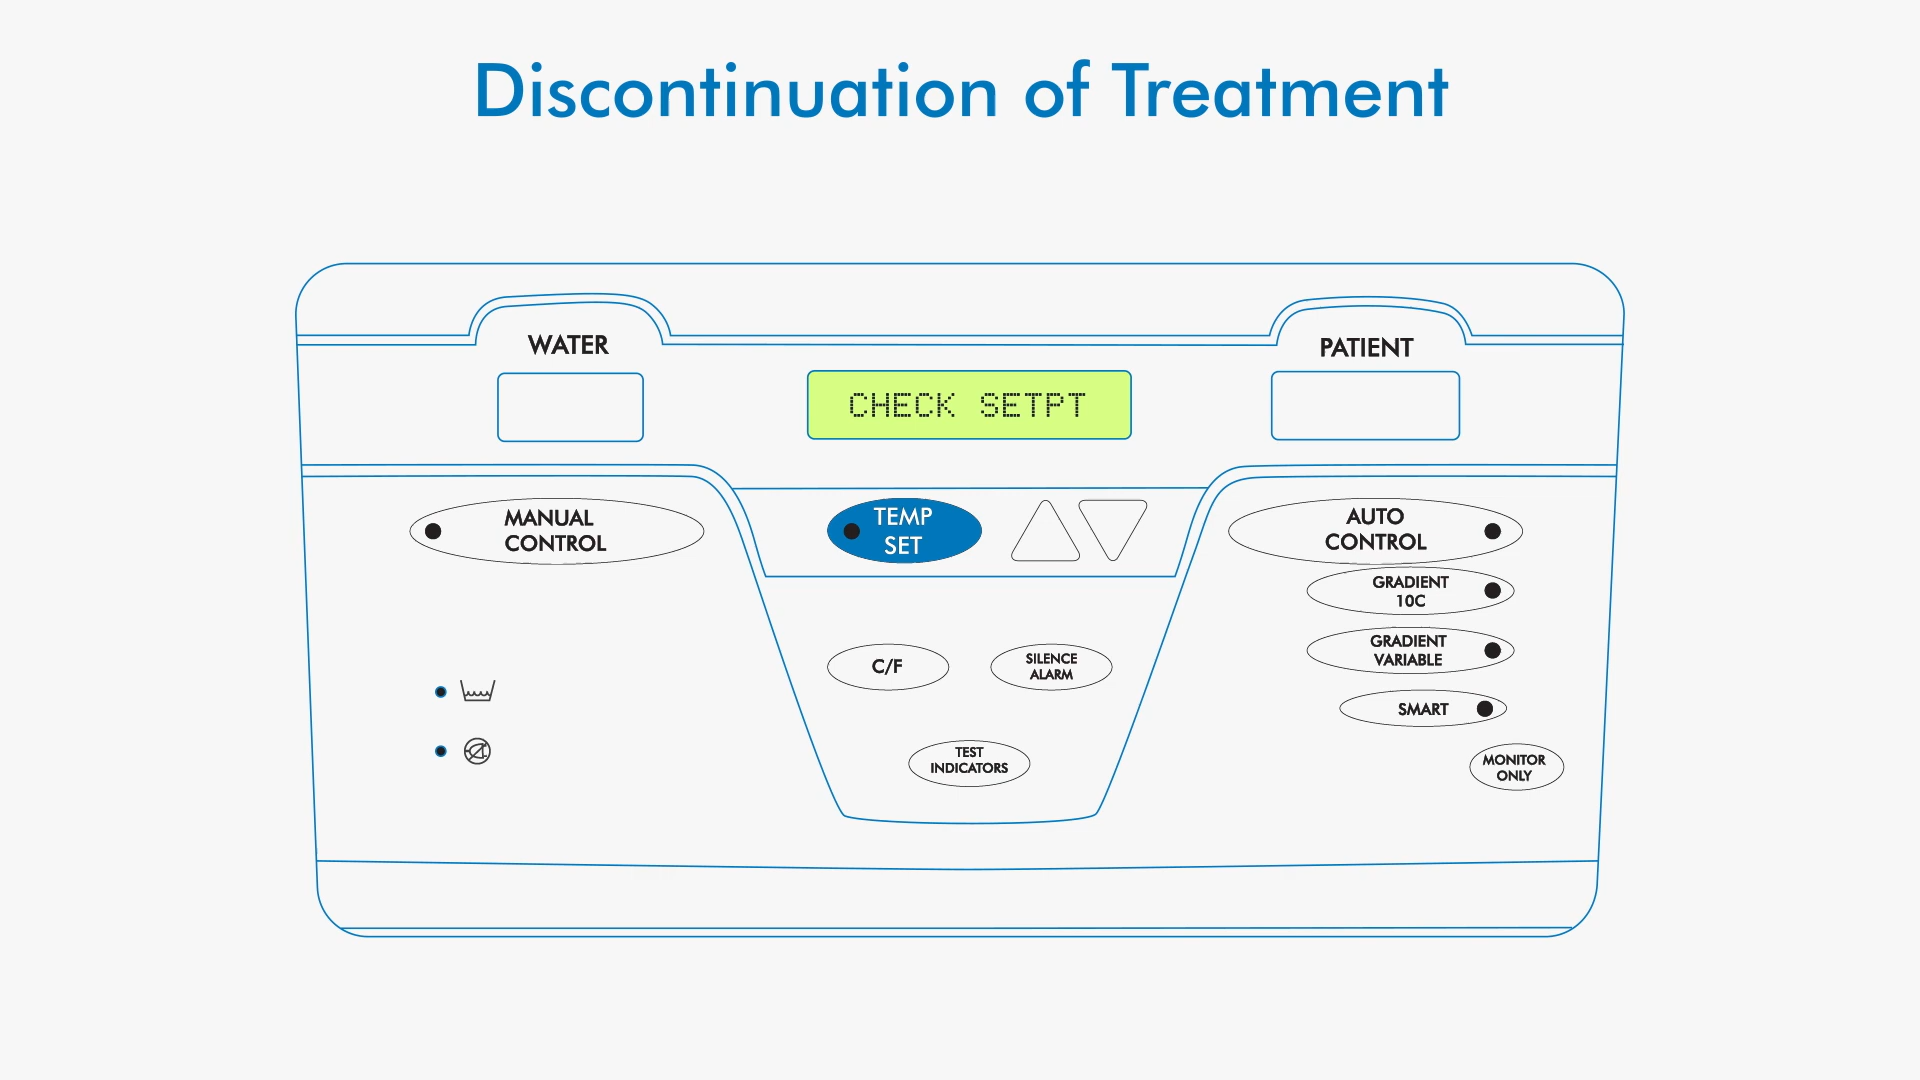 Discontinuation of Treatment
WATER
CHECK SETPT
PATIENT
MANUAL
CONTROL
TEMP
SET
AUTO
CONTROL
GRADIENT
10C
GRADIENT
VARIABLE
C/F
SILENCE
ALARM
SMART
TEST
INDICATORS
MONITOR
ONLY